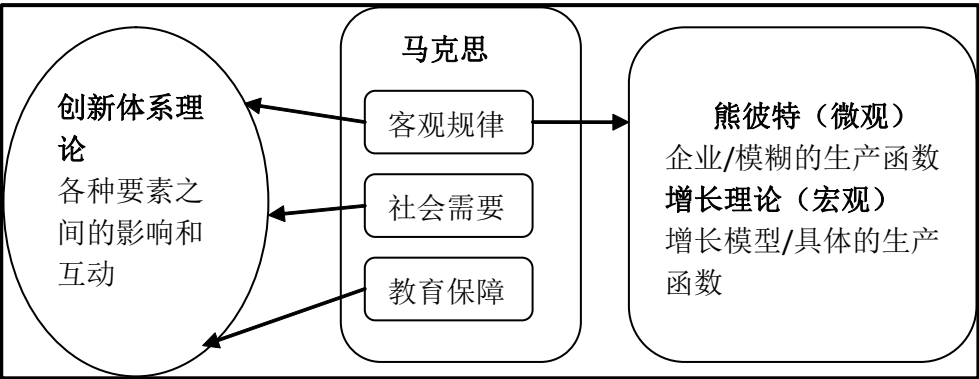 创新体系理
论
各种要素之
间的影响和
互动
马克思
客观规律
社会需要
教育保障
熊彼特（微观）
企业/模糊的生产函数
增长理论（宏观）
增长模型/具体的生产
函数